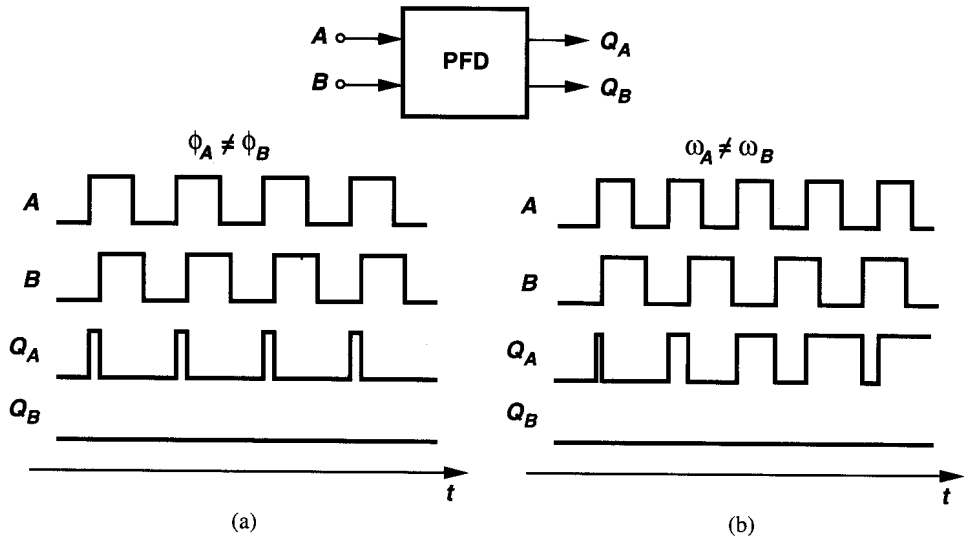 A
PFD
Q_A
B
Q_B
ϕ_A ≠ ϕ_B
A
B
Q_A
Q_B
t
(a)
ω_A ≠ ω_B
A
B
Q_A
Q_B
t
(b)